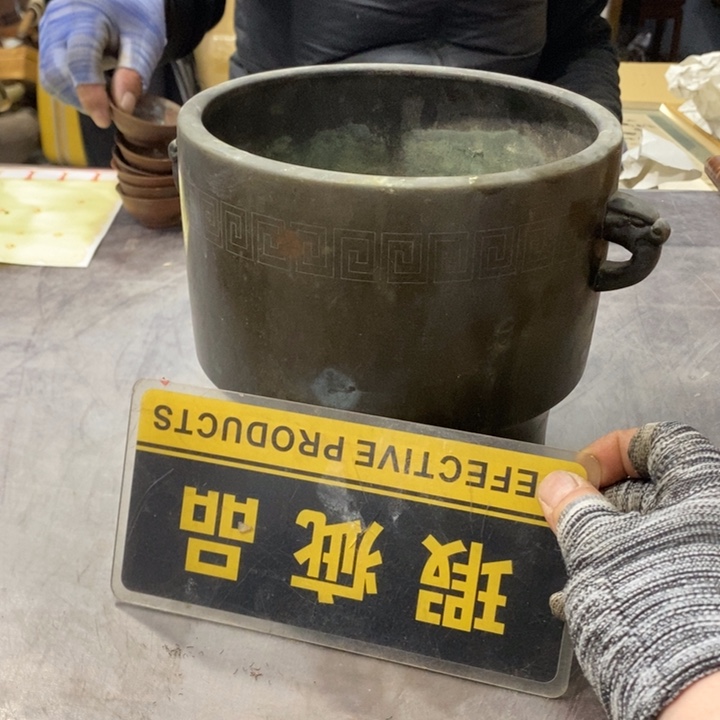 瑕疵品
EFECTIVE PRODUCTS